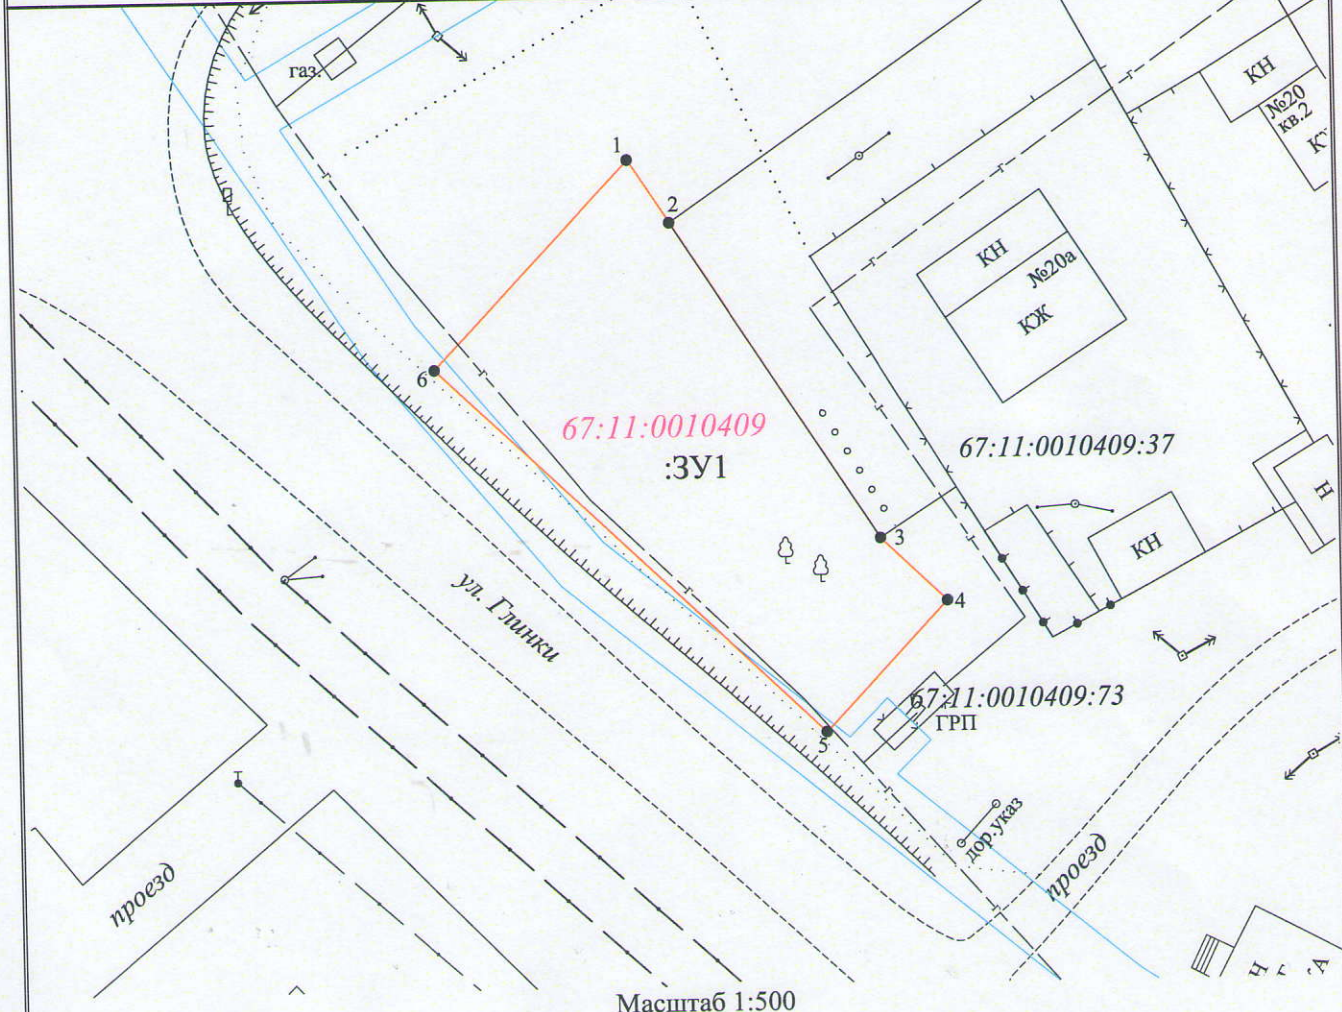 газ.
КН
№20
кв.2
1
2
КН
№20а
КЖ
6
67:11:0010409
:ЗУ1
67:11:0010409:37
Н
3
КН
4
ул. Глинки
67:11:0010409:73
ГРП
5
дор.указ
проезд
проезд
Н
Масштаб 1:500